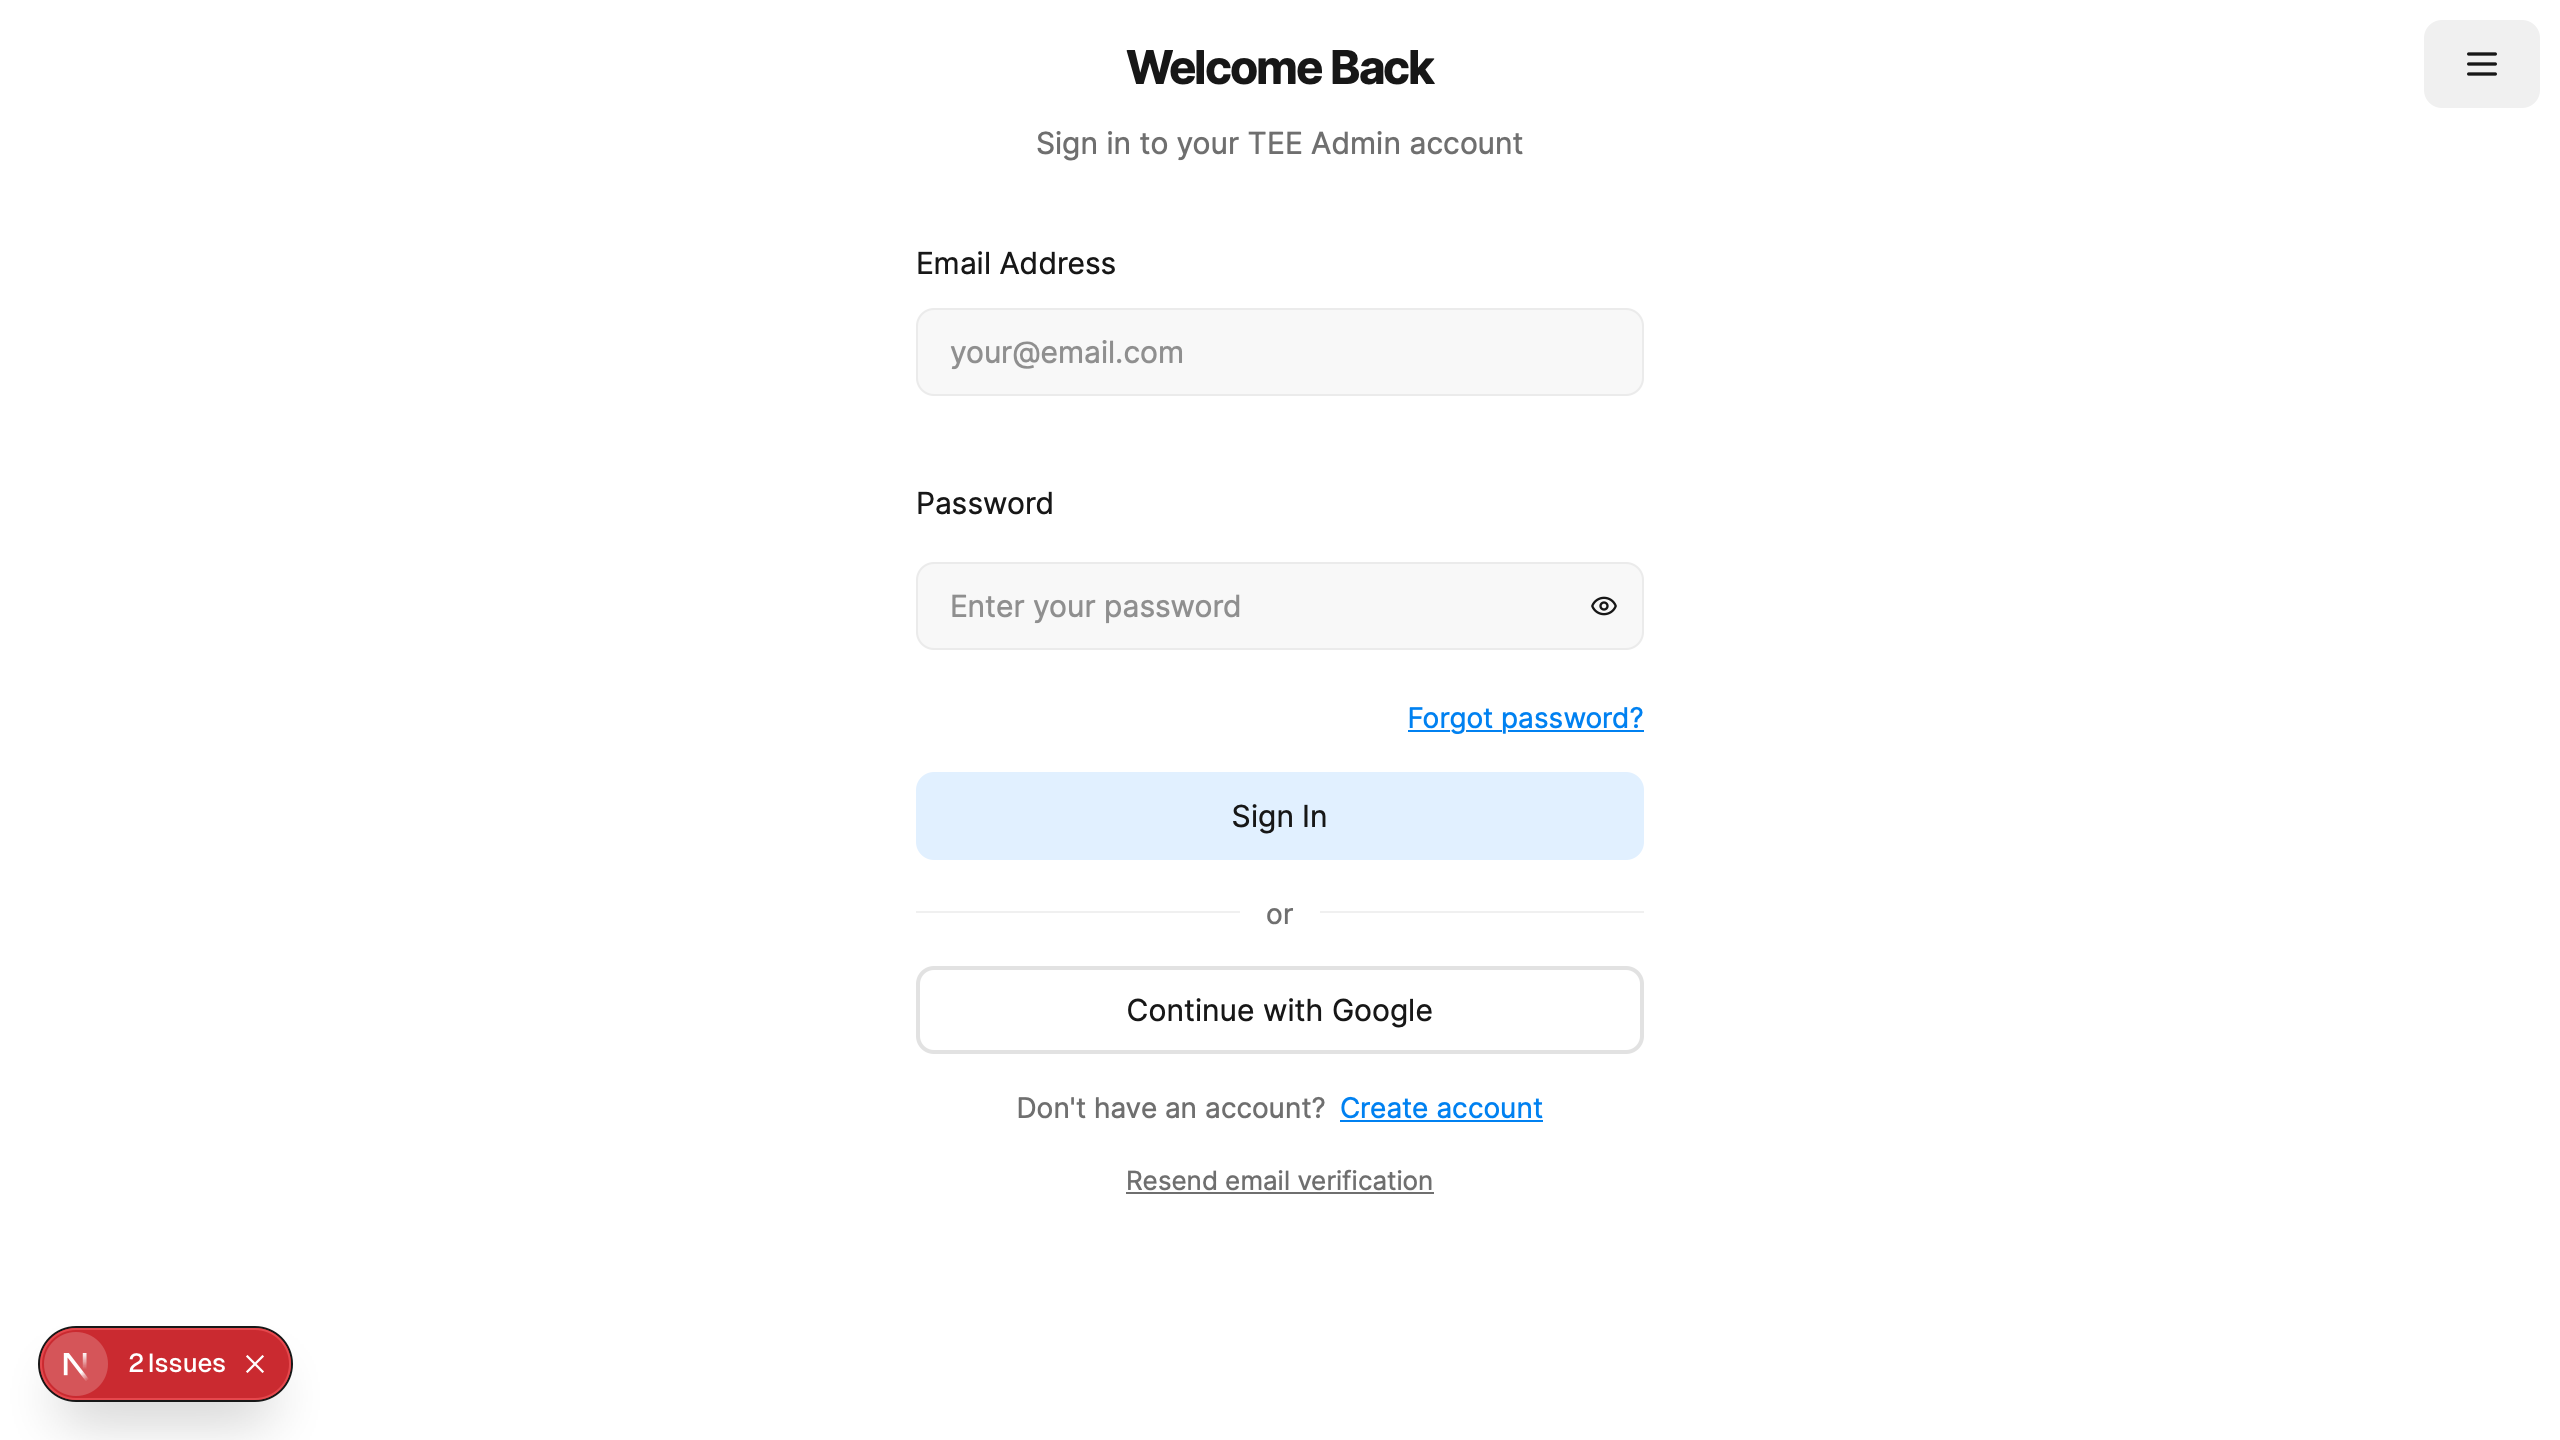 Welcome Back
Sign in to your TEE Admin account
Email Address
your@email.com
Password
Enter your password
Forgot password?
Sign In
or
Continue with Google
Don't have an account? Create account
Resend email verification
N 2 Issues